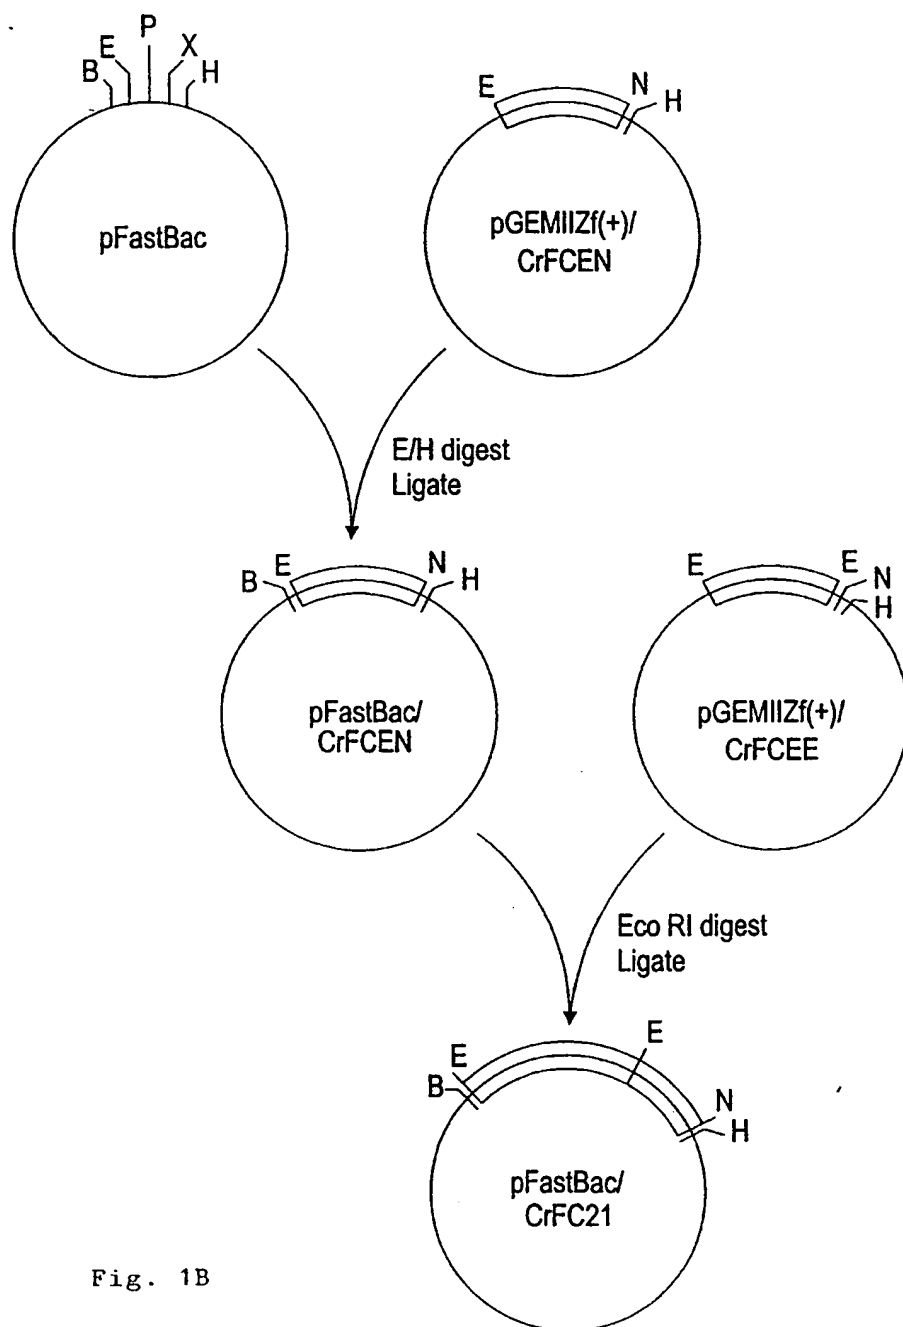 P
E
X
B
H
E
N
H
pFastBac
pGEMIIZf(+)/
CrFCEN
E/H digest
Ligate
E
N
B
H
E
E
N
H
pFastBac/
CrFCEN
pGEMIIZf(+)/
CrFCEE
Eco RI digest
Ligate
E
E
B
N
H
pFastBac/
CrFC21
Fig. 1B